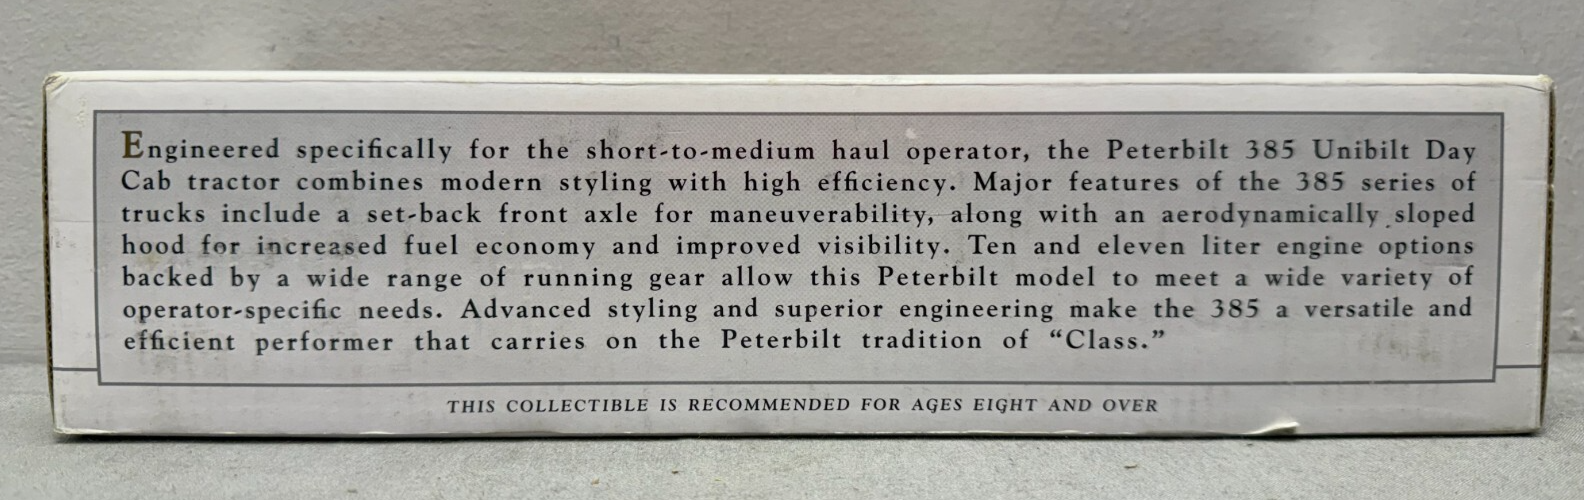 Engineered specifically for the short-to-medium haul operator, the Peterbilt 385 Unibilt Day
Cab tractor combines modern styling with high efficiency. Major features of the 385 series of
trucks include a set-back front axle for maneuverability, along with an aerodynamically sloped
hood for increased fuel economy and improved visibility. Ten and eleven liter engine options
backed by a wide range of running gear allow this Peterbilt model to meet a wide variety of
operator-specific needs. Advanced styling and superior engineering make the 385 a versatile and
efficient performer that carries on the Peterbilt tradition of “Class.”
THIS COLLECTIBLE IS RECOMMENDED FOR AGES EIGHT AND OVER